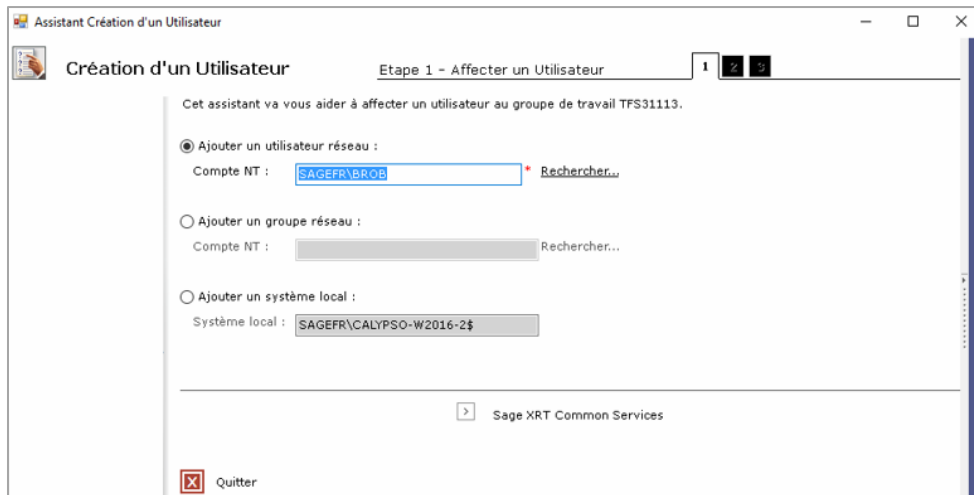 Assistant Création d'un Utilisateur
Création d'un Utilisateur
Etape 1 - Affecter un Utilisateur
1 2 3
Cet assistant va vous aider à affecter un utilisateur au groupe de travail TFS31113.
Ajouter un utilisateur réseau :
Compte NT : SAGEFR\BROB * Rechercher...
Ajouter un groupe réseau :
Compte NT : Rechercher...
Ajouter un système local :
Système local : SAGEFR\CALYPSO-W2016-2$
> Sage XRT Common Services
Quitter